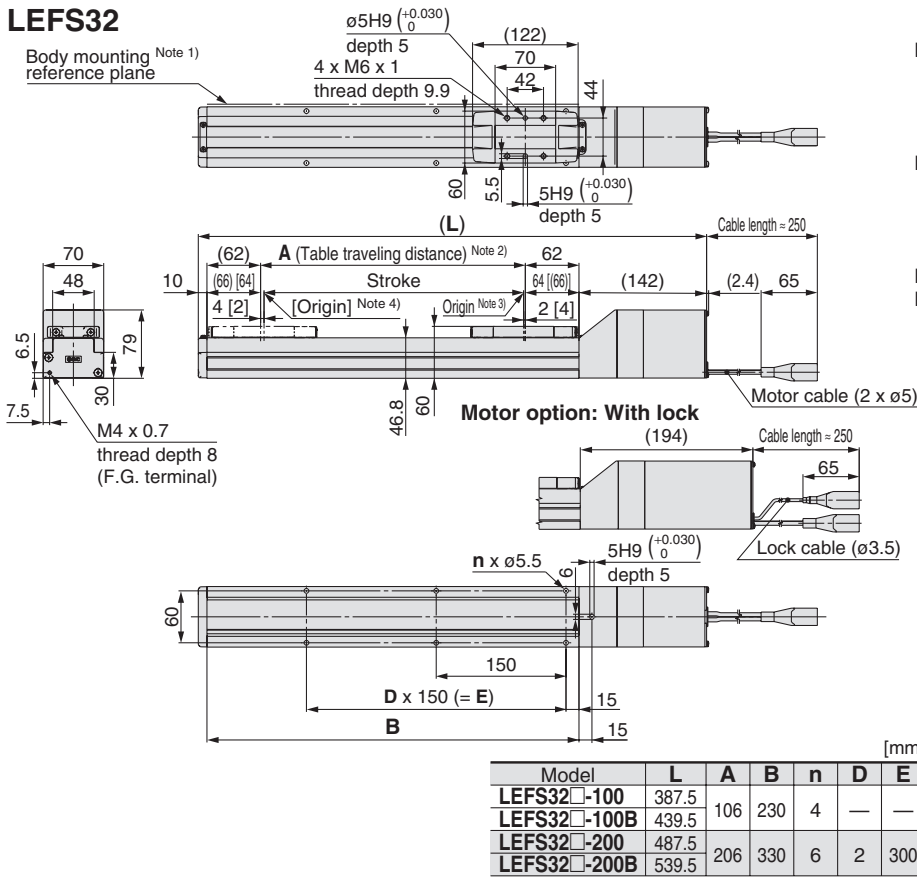 LEFS32
Body mounting Note 1)
reference plane
ø5H9 (+0.030 0)
depth 5
4 x M6 x 1
thread depth 9.9
(122)
70
42
44
60
5.5
5H9 (+0.030 0)
depth 5
(L)
Cable length ≈ 250
(62)
A (Table traveling distance) Note 2)
62
10
(66) [64]
Stroke
64 [(66)]
(142)
(2.4)
65
4 [2]
[Origin] Note 4)
Origin Note 3)
2 [4]
70
48
6.5
79
30
7.5
46.8
60
M4 x 0.7
thread depth 8
(F.G. terminal)
Motor cable (2 x ø5)
Motor option: With lock
(194)
Cable length ≈ 250
65
Lock cable (ø3.5)
n x ø5.5
6
5H9 (+0.030 0)
depth 5
60
150
D x 150 (= E)
15
B
15
[mm
Model L A B n D E
LEFS32□-100 387.5 106 230 4 — —
LEFS32□-100B 439.5
LEFS32□-200 487.5 206 330 6 2 300
LEFS32□-200B 539.5